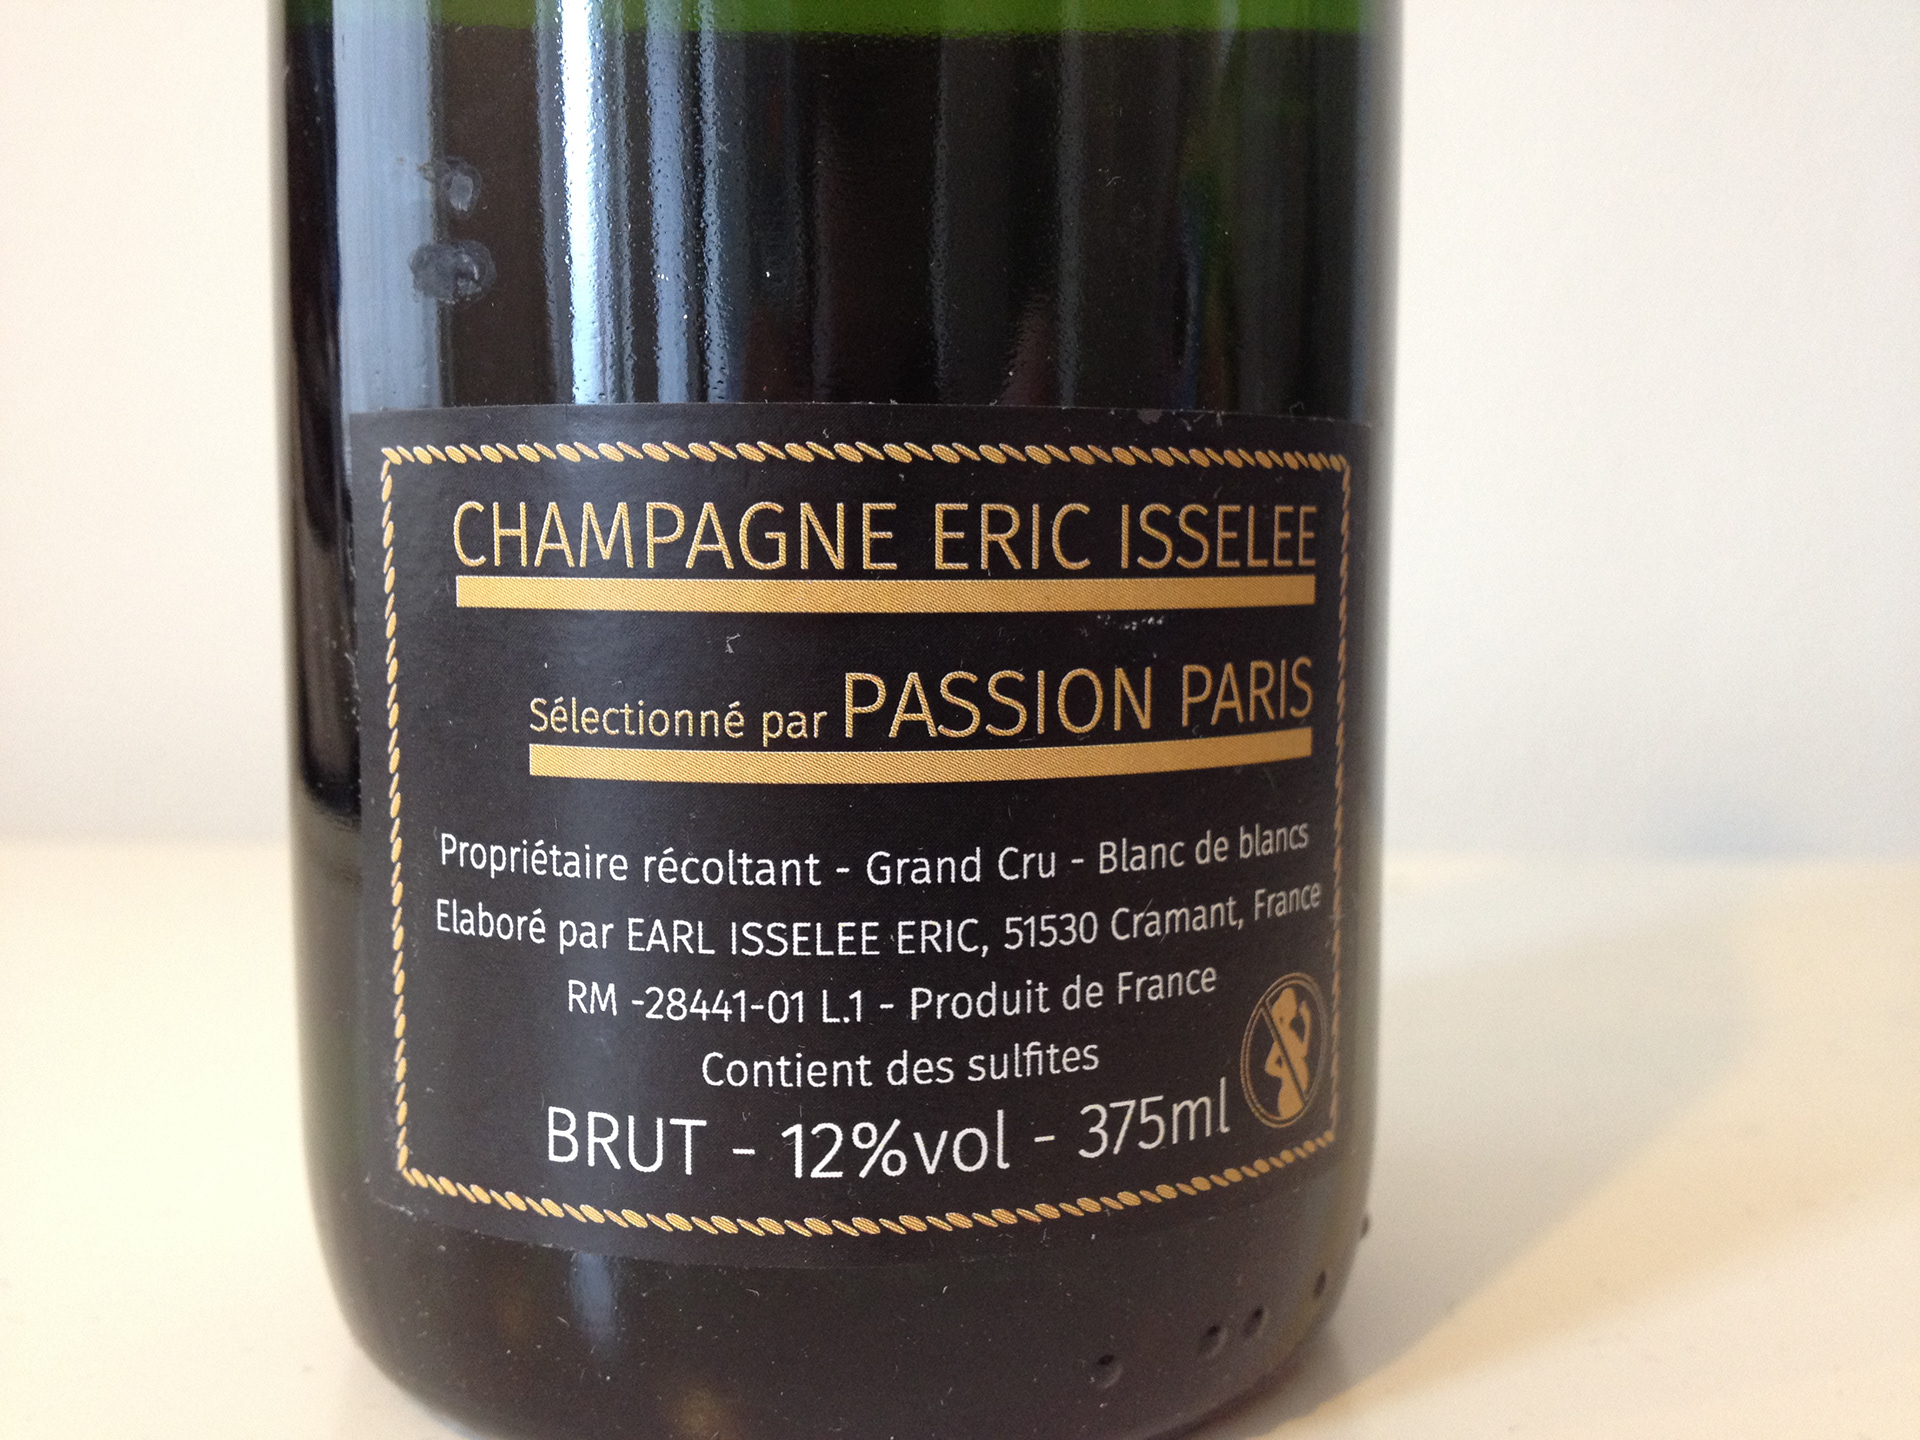 CHAMPAGNE ERIC ISSELEE
Sélectionné par PASSION PARIS
Propriétaire récoltant - Grand Cru - Blanc de blancs
Elaboré par EARL ISSELEE ERIC, 51530 Cramant, France
RM -28441-01 L.1 - Produit de France
Contient des sulfites
BRUT - 12%vol - 375ml